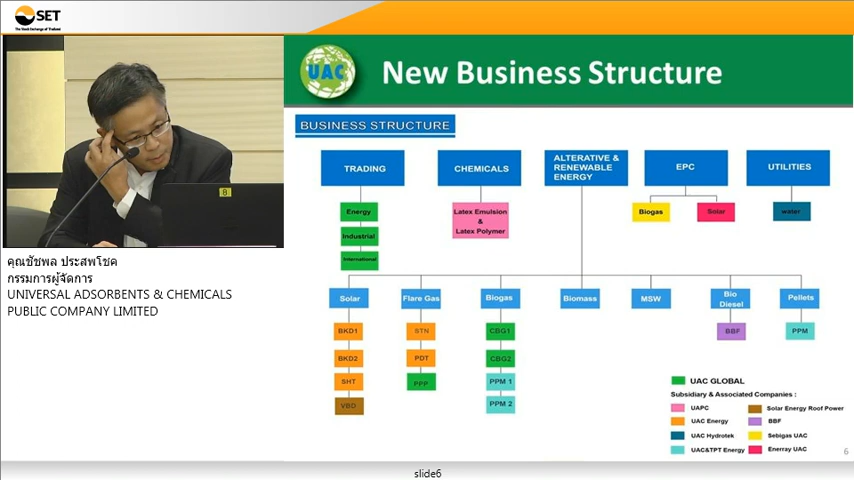 SET
The Stock Exchange of Thailand
UAC
New Business Structure
BUSINESS STRUCTURE
TRADING
CHEMICALS
ALTERATIVE &
RENEWABLE
ENERGY
EPC
UTILITIES
Energy
Industrial
International
Latex Emulsion
&
Latex Polymer
Biogas
Solar
water
Solar
Flare Gas
Biogas
Biomass
MSW
Bio
Diesel
Pellets
BKD1
STN
CBG1
BBF
PPM
BKD2
PDT
CBG2
SHT
PPP
PPM 1
VBD
PPM 2
UAC GLOBAL
Subsidiary & Associated Companies :
UAPC
Solar Energy Roof Power
UAC Energy
BBF
UAC Hydrotek
Sebigas UAC
UAC&TPT Energy
Enerray UAC
6
8
คุณชัชพล ประสพโชค
กรรมการผู้จัดการ
UNIVERSAL ADSORBENTS & CHEMICALS
PUBLIC COMPANY LIMITED
slide6